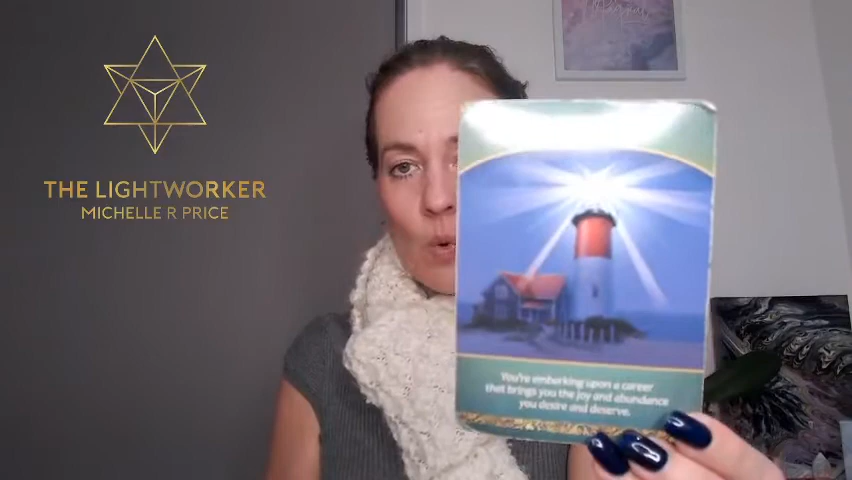 THE LIGHTWORKER
MICHELLE R PRICE
You're embarking upon a career
that brings you the joy and abundance
you desire and deserve.